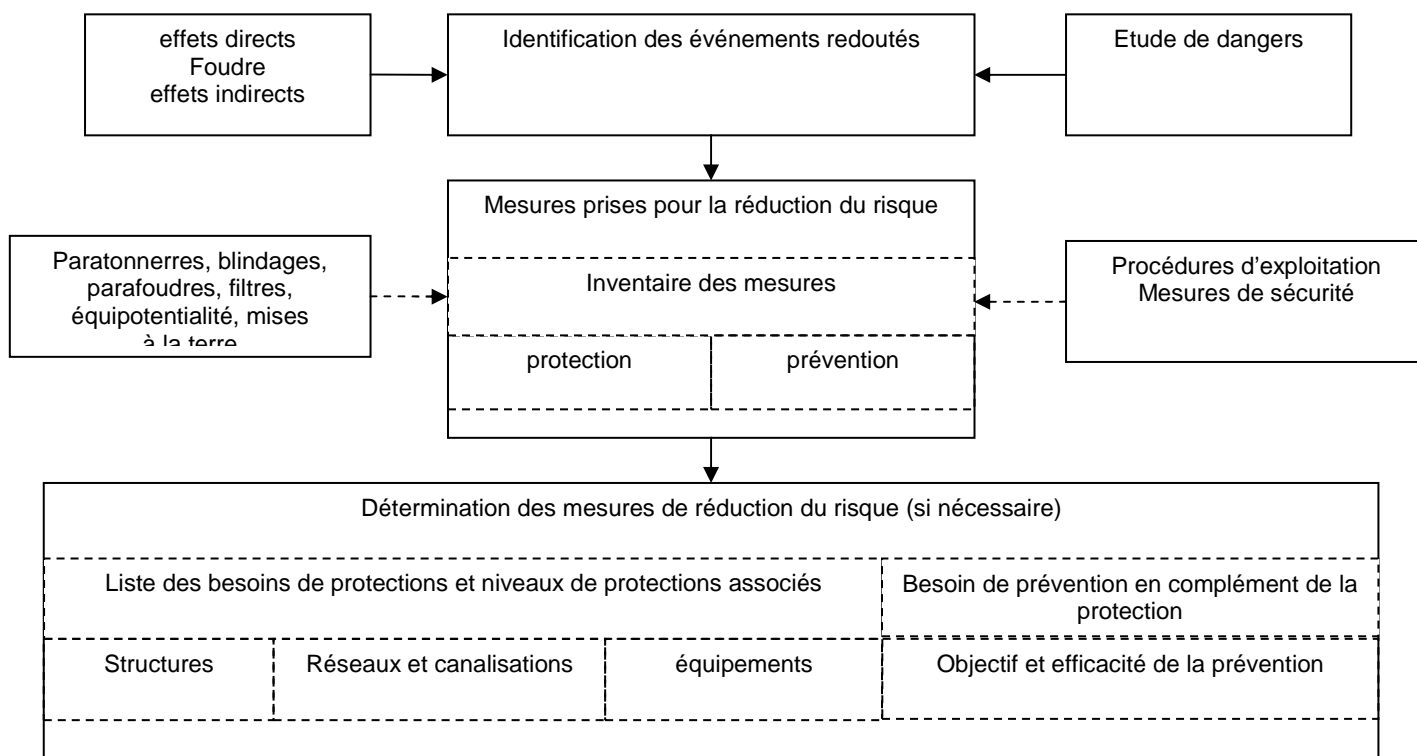 effets directs
Foudre
effets indirects
Identification des événements redoutés
Etude de dangers
Mesures prises pour la réduction du risque
Paratonnerres, blindages,
parafoudres, filtres,
équipotentialité, mises
à la terre
Inventaire des mesures
protection
prévention
Procédures d’exploitation
Mesures de sécurité
Détermination des mesures de réduction du risque (si nécessaire)
Liste des besoins de protections et niveaux de protections associés
Besoin de prévention en complément de la
protection
Structures
Réseaux et canalisations
équipements
Objectif et efficacité de la prévention